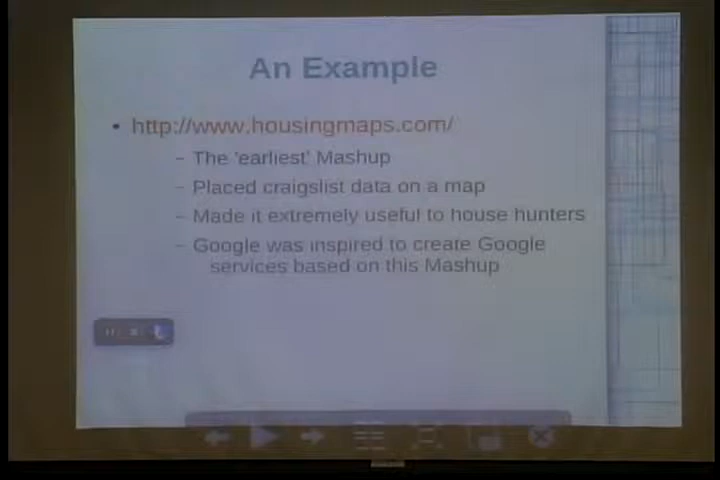 An Example
• http://www.housingmaps.com/
– The 'earliest' Mashup
– Placed craigslist data on a map
– Made it extremely useful to house hunters
– Google was inspired to create Google
services based on this Mashup